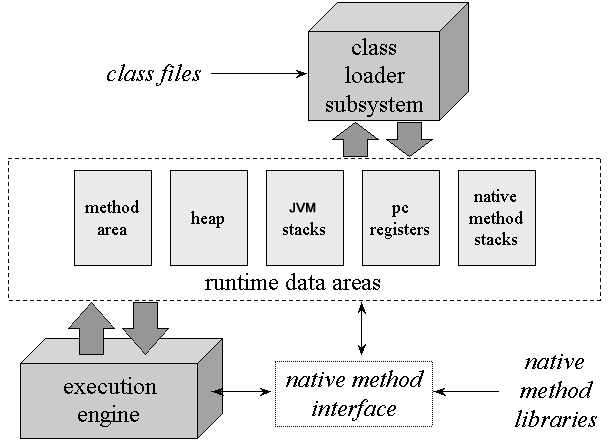 class files
class
loader
subsystem
method
area
heap
JVM
stacks
pc
registers
native
method
stacks
runtime data areas
execution
engine
native method
interface
native
method
libraries